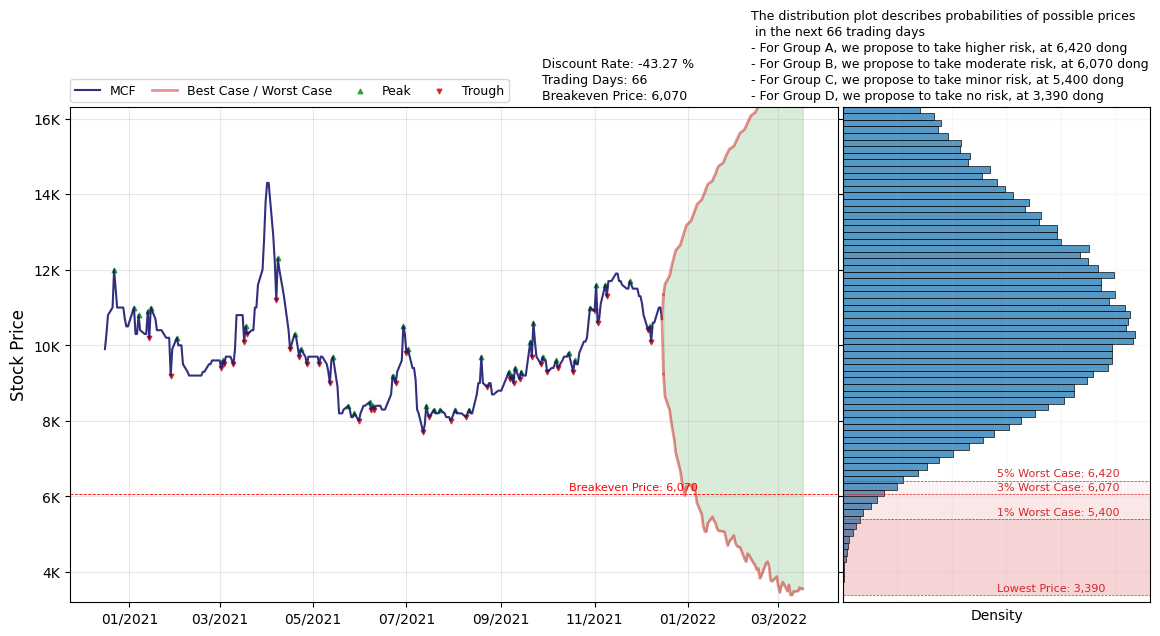 The distribution plot describes probabilities of possible prices
in the next 66 trading days
- For Group A, we propose to take higher risk, at 6,420 dong
- For Group B, we propose to take moderate risk, at 6,070 dong
- For Group C, we propose to take minor risk, at 5,400 dong
- For Group D, we propose to take no risk, at 3,390 dong
Discount Rate: -43.27 %
Trading Days: 66
Breakeven Price: 6,070
MCF
Best Case / Worst Case
Peak
Trough
Stock Price
16K
14K
12K
10K
8K
6K
4K
Breakeven Price: 6,070
01/2021
03/2021
05/2021
07/2021
09/2021
11/2021
01/2022
03/2022
5% Worst Case: 6,420
3% Worst Case: 6,070
1% Worst Case: 5,400
Lowest Price: 3,390
Density